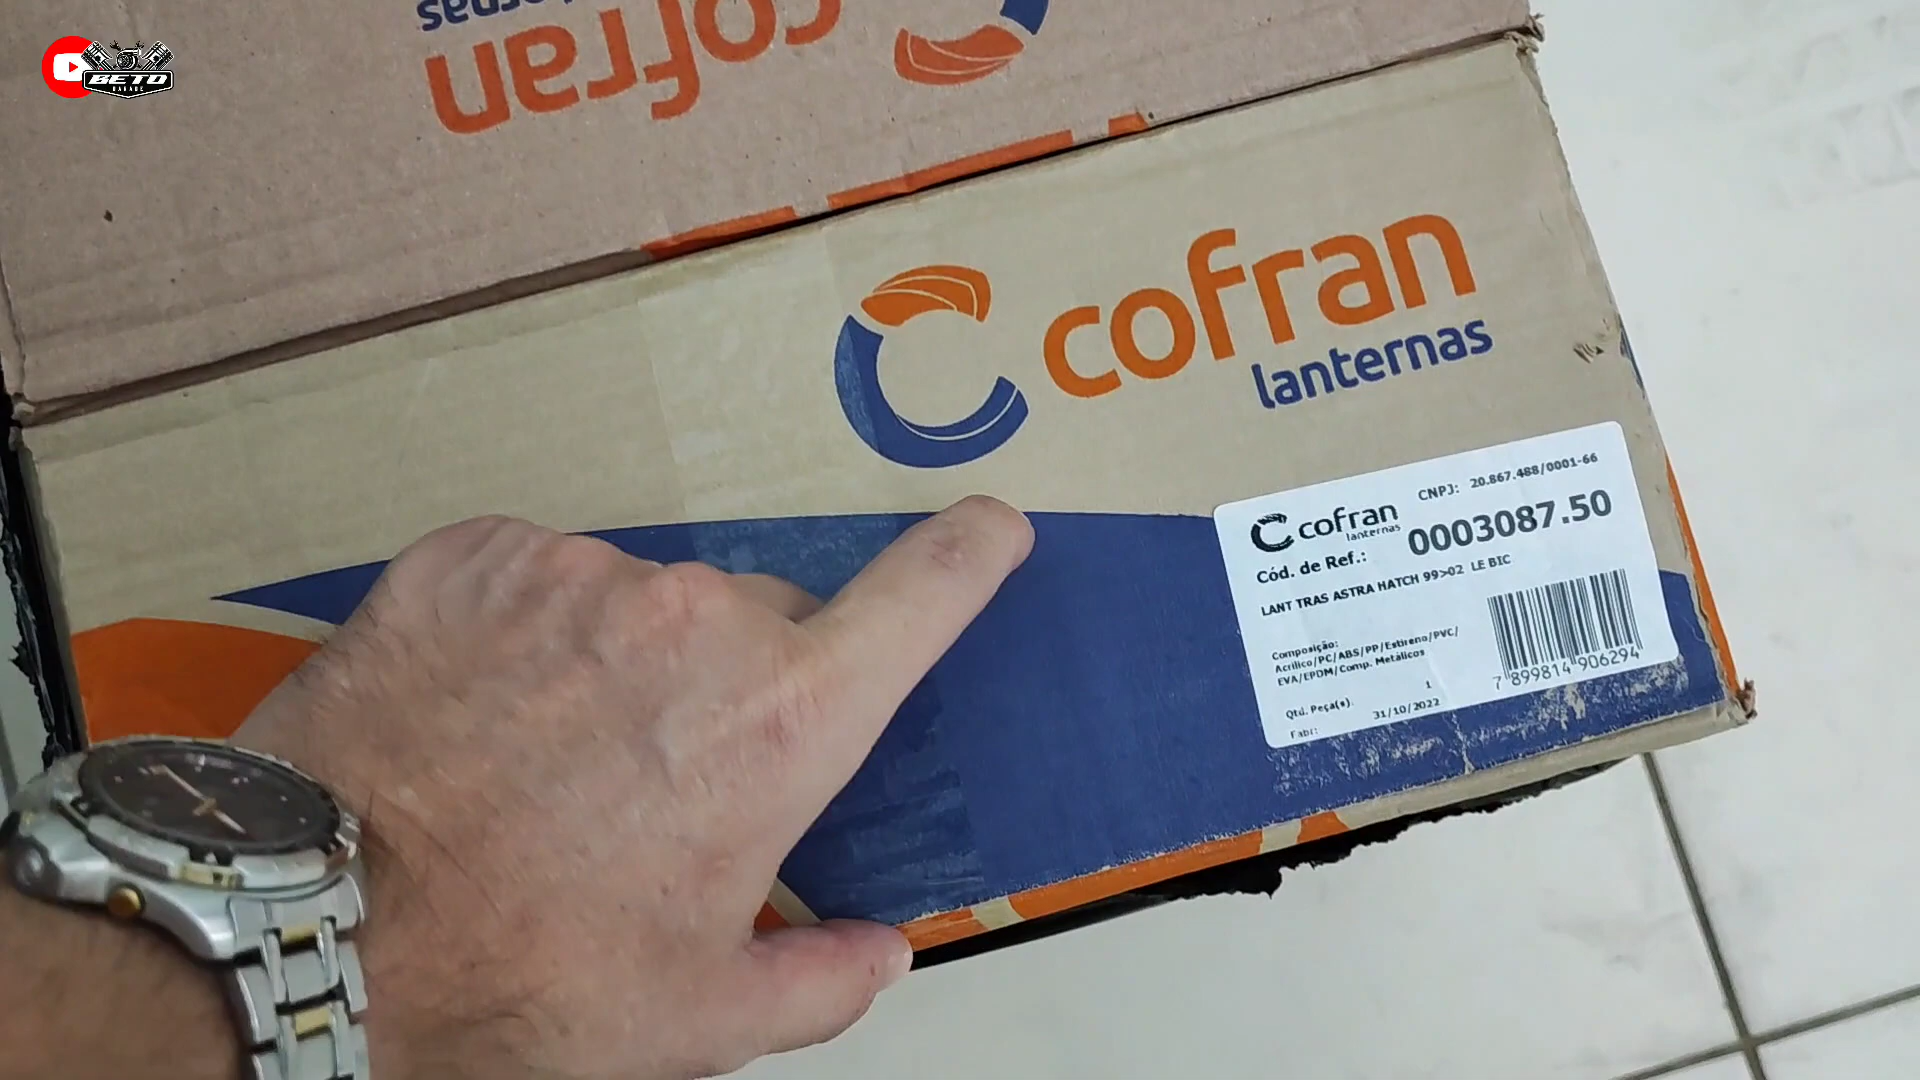 lanternas
cofran
BETO
GARAGE
cofran
lanternas
cofran
lanternas
CNPJ: 20.867.488/0001-66
Cód. de Ref.: 0003087.50
LANT TRAS ASTRA HATCH 99>02 LE BIC
Composição:
Acrílico/PC/ABS/PP/Estireno/PVC/
EVA/EPDM/Comp. Metálicos
Qtd. Peça(s): 1
Fabr: 31/10/2022
7 899814 906294